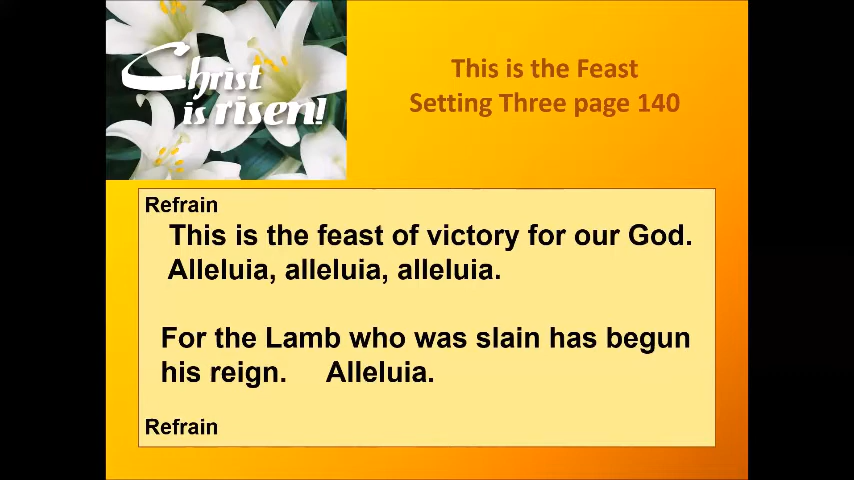 Christ
is risen!
This is the Feast
Setting Three page 140
Refrain
This is the feast of victory for our God.
Alleluia, alleluia, alleluia.
For the Lamb who was slain has begun
his reign. Alleluia.
Refrain